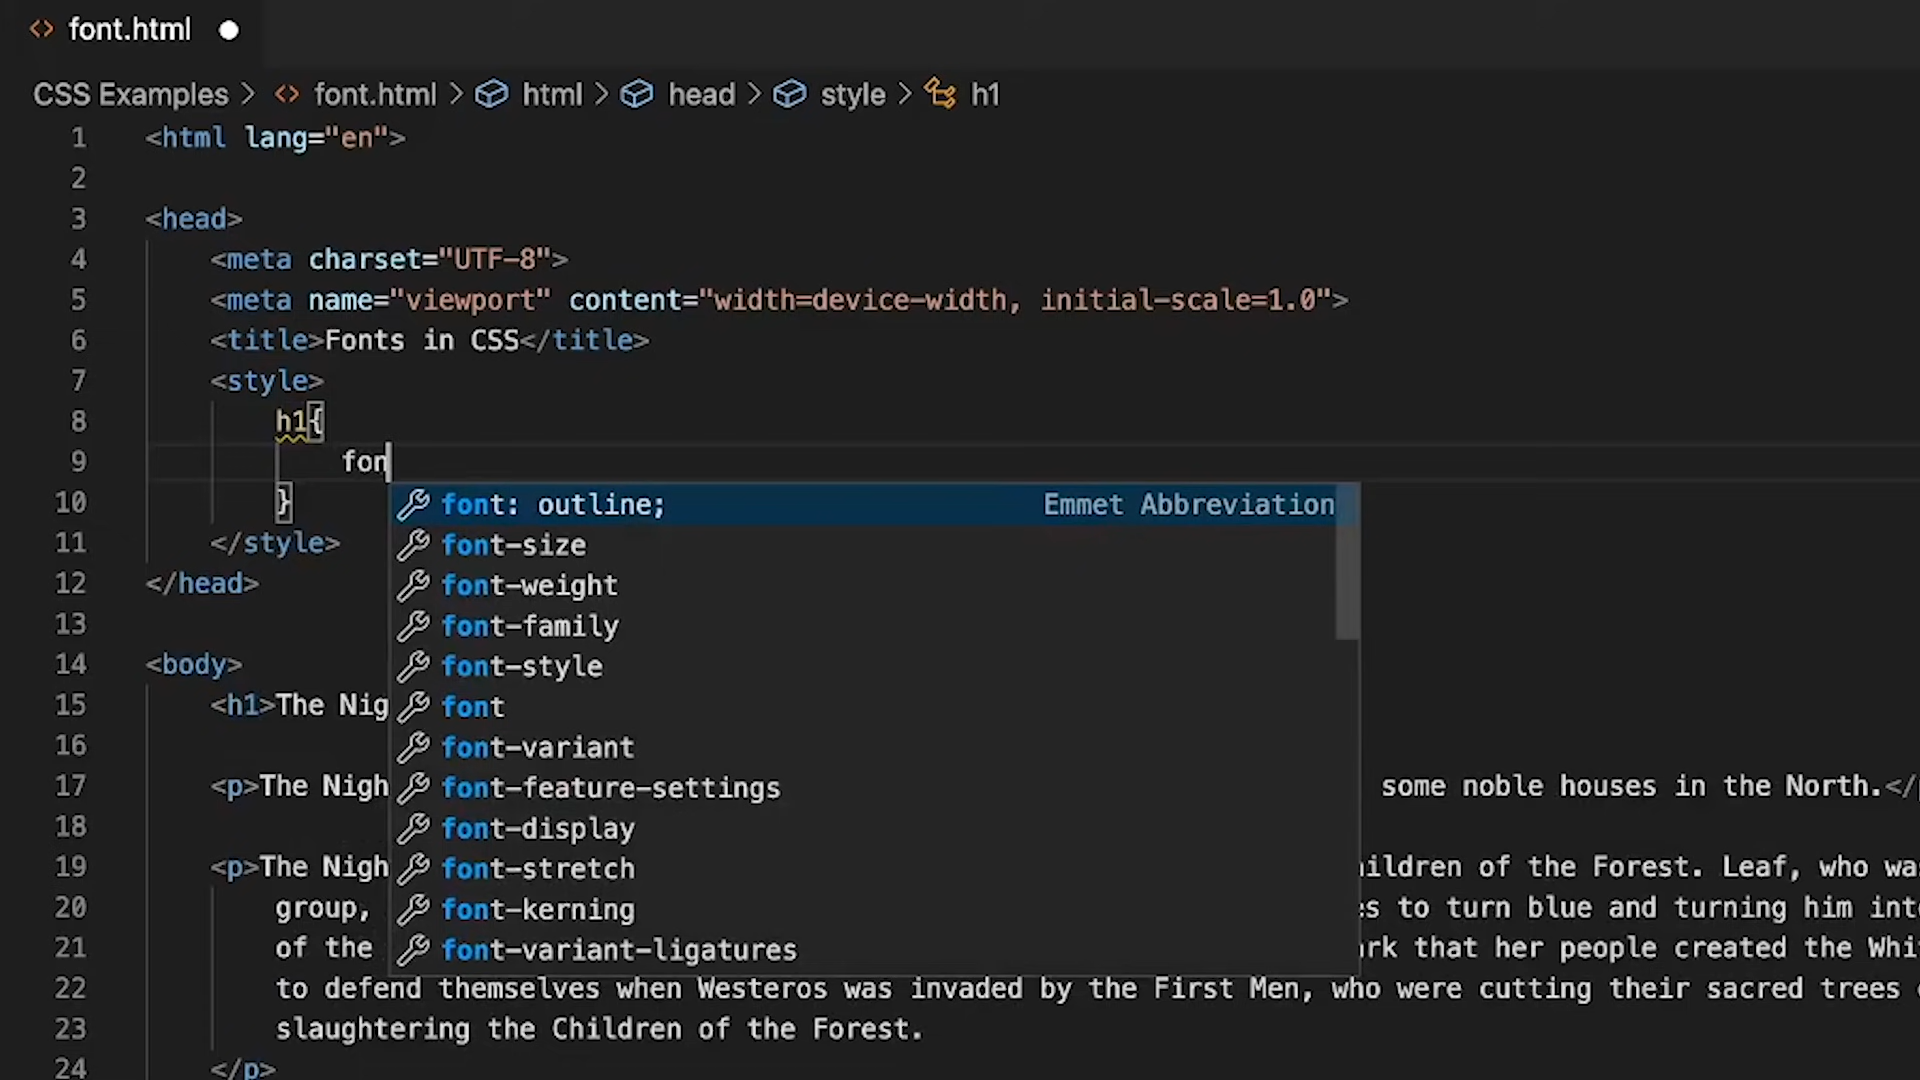 font.html
CSS Examples > font.html > html > head > style > h1
1 <html lang="en">
2
3 <head>
4 <meta charset="UTF-8">
5 <meta name="viewport" content="width=device-width, initial-scale=1.0">
6 <title>Fonts in CSS</title>
7 <style>
8 h1{
9 fon
10 }
11 </style>
12 </head>
13
14 <body>
15 <h1>The Nig
16
17 <p>The Nigh some noble houses in the North.</
18
19 <p>The Nigh ildren of the Forest. Leaf, who wa
20 group, es to turn blue and turning him int
21 of the ark that her people created the Whi
22 to defend themselves when Westeros was invaded by the First Men, who were cutting their sacred trees
23 slaughtering the Children of the Forest.
24 </p>
font: outline; Emmet Abbreviation
font-size
font-weight
font-family
font-style
font
font-variant
font-feature-settings
font-display
font-stretch
font-kerning
font-variant-ligatures